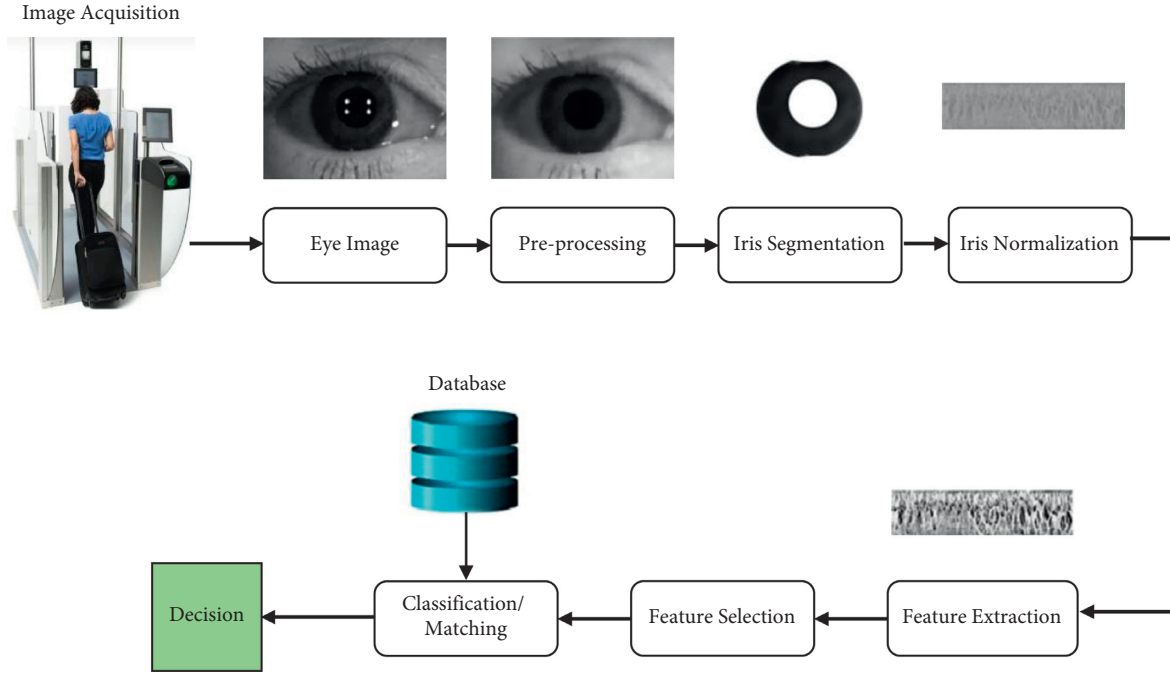 Image Acquisition
Eye Image
Pre-processing
Iris Segmentation
Iris Normalization
Database
Decision
Classification/
Matching
Feature Selection
Feature Extraction